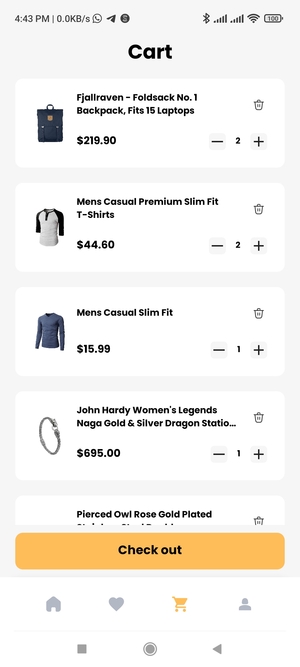 4:43 PM | 0.0KB/s
100
Cart
Fjallraven - Foldsack No. 1
Backpack, Fits 15 Laptops
$219.90
2
Mens Casual Premium Slim Fit
T-Shirts
$44.60
2
Mens Casual Slim Fit
$15.99
1
John Hardy Women's Legends
Naga Gold & Silver Dragon Statio...
$695.00
1
Pierced Owl Rose Gold Plated
Check out